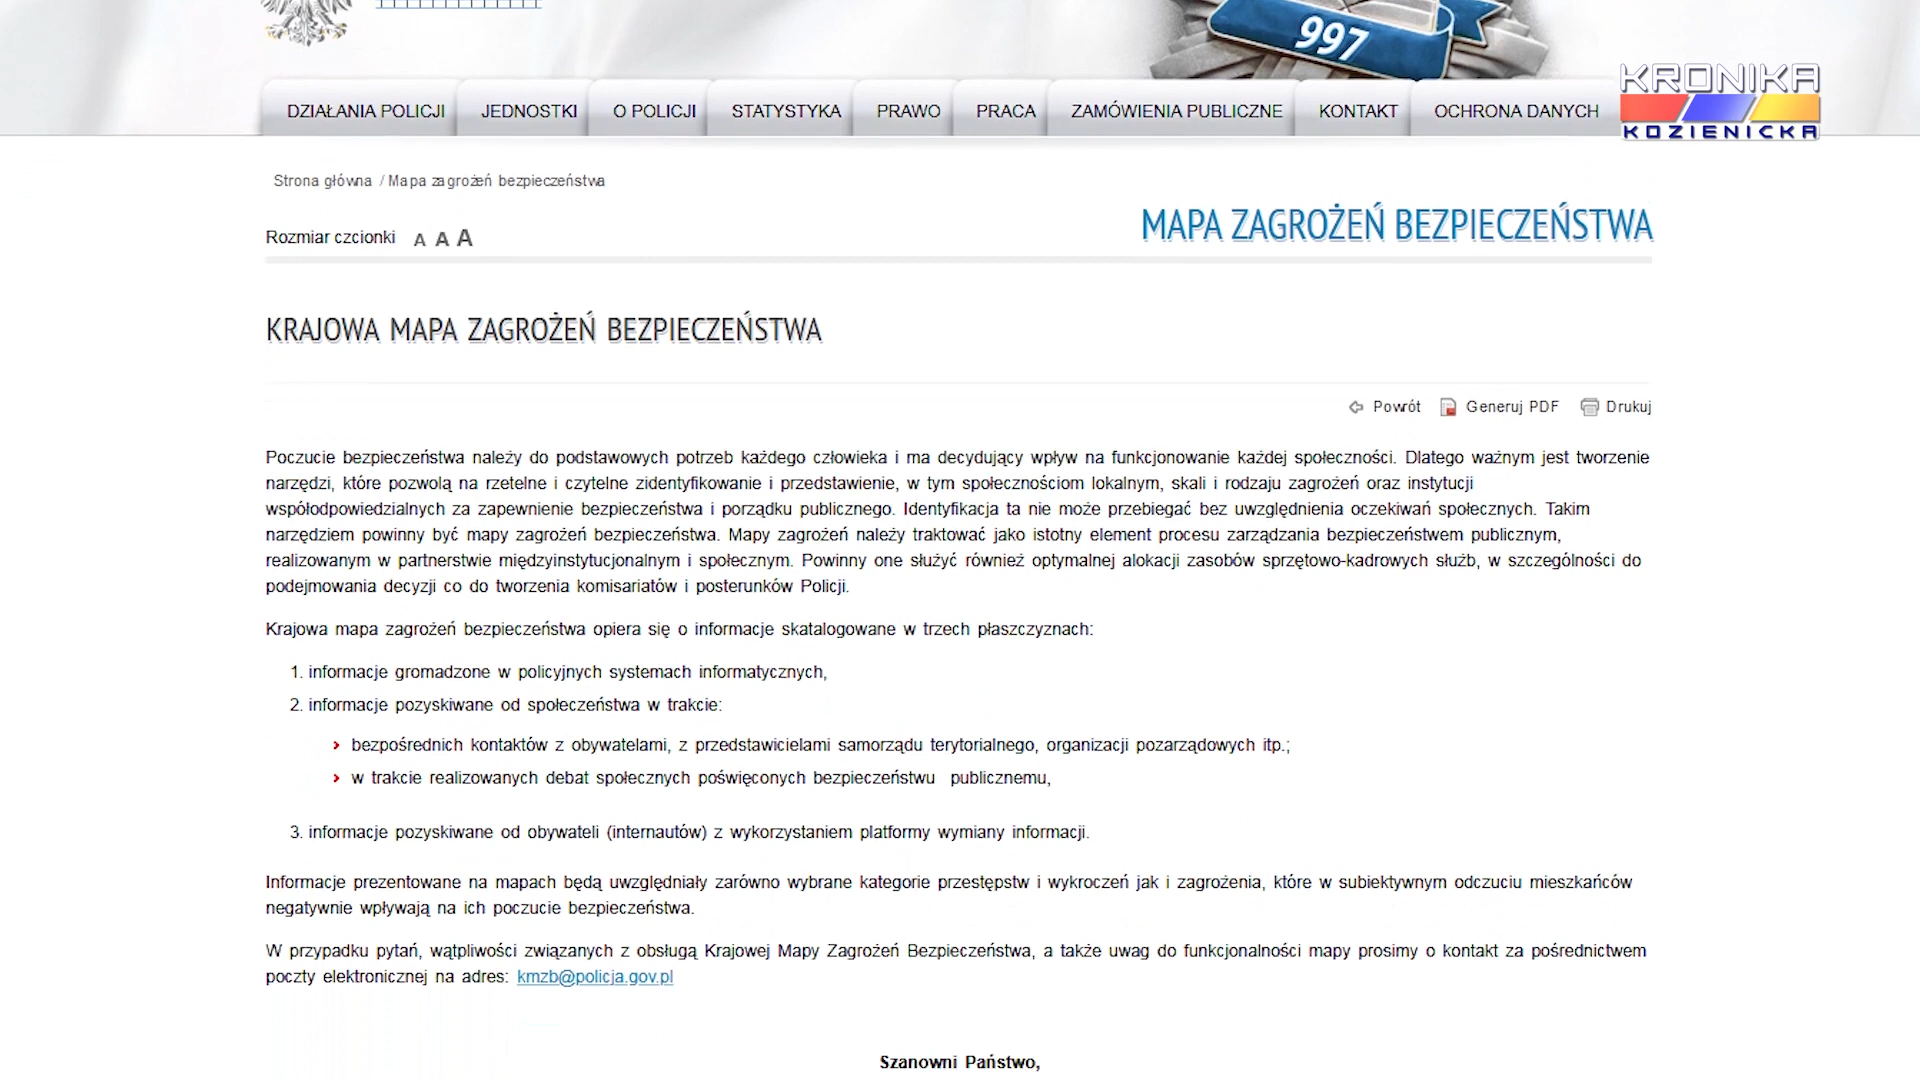 997
KRONIKA
KOZIENICKA
DZIAŁANIA POLICJI JEDNOSTKI O POLICJI STATYSTYKA PRAWO PRACA ZAMÓWIENIA PUBLICZNE KONTAKT OCHRONA DANYCH
Strona główna / Mapa zagrożeń bezpieczeństwa
MAPA ZAGROŻEŃ BEZPIECZEŃSTWA
Rozmiar czcionki A A A
KRAJOWA MAPA ZAGROŻEŃ BEZPIECZEŃSTWA
Powrót Generuj PDF Drukuj
Poczucie bezpieczeństwa należy do podstawowych potrzeb każdego człowieka i ma decydujący wpływ na funkcjonowanie każdej społeczności. Dlatego ważnym jest tworzenie
narzędzi, które pozwolą na rzetelne i czytelne zidentyfikowanie i przedstawienie, w tym społecznościom lokalnym, skali i rodzaju zagrożeń oraz instytucji
współodpowiedzialnych za zapewnienie bezpieczeństwa i porządku publicznego. Identyfikacja ta nie może przebiegać bez uwzględnienia oczekiwań społecznych. Takim
narzędziem powinny być mapy zagrożeń bezpieczeństwa. Mapy zagrożeń należy traktować jako istotny element procesu zarządzania bezpieczeństwem publicznym,
realizowanym w partnerstwie międzyinstytucjonalnym i społecznym. Powinny one służyć również optymalnej alokacji zasobów sprzętowo-kadrowych służb, w szczególności do
podejmowania decyzji co do tworzenia komisariatów i posterunków Policji.
Krajowa mapa zagrożeń bezpieczeństwa opiera się o informacje skatalogowane w trzech płaszczyznach:
1. informacje gromadzone w policyjnych systemach informatycznych,
2. informacje pozyskiwane od społeczeństwa w trakcie:
bezpośrednich kontaktów z obywatelami, z przedstawicielami samorządu terytorialnego, organizacji pozarządowych itp.;
w trakcie realizowanych debat społecznych poświęconych bezpieczeństwu publicznemu,
3. informacje pozyskiwane od obywateli (internautów) z wykorzystaniem platformy wymiany informacji.
Informacje prezentowane na mapach będą uwzględniały zarówno wybrane kategorie przestępstw i wykroczeń jak i zagrożenia, które w subiektywnym odczuciu mieszkańców
negatywnie wpływają na ich poczucie bezpieczeństwa.
W przypadku pytań, wątpliwości związanych z obsługą Krajowej Mapy Zagrożeń Bezpieczeństwa, a także uwag do funkcjonalności mapy prosimy o kontakt za pośrednictwem
poczty elektronicznej na adres: kmzb@policja.gov.pl
Szanowni Państwo,